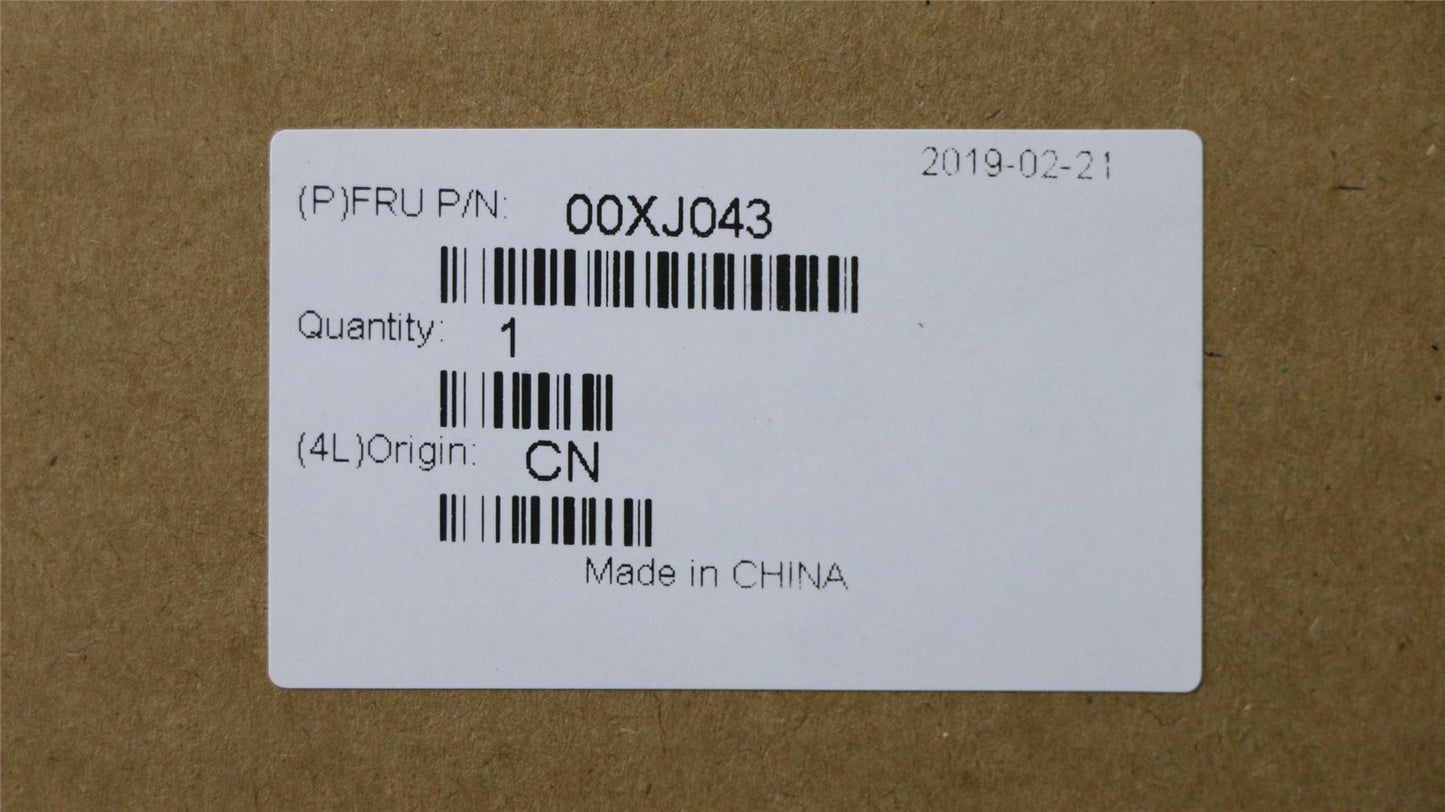 2019-02-21
(P)FRU P/N: 00XJ043
Quantity: 1
(4L)Origin: CN
Made in CHINA